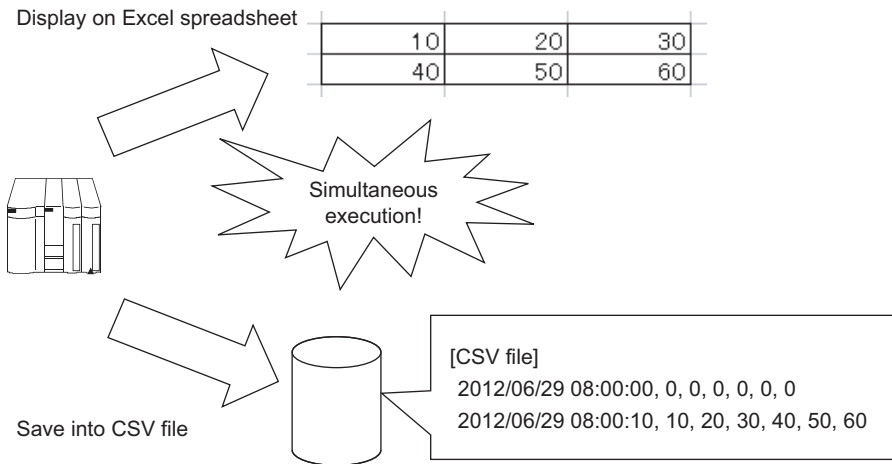 Display on Excel spreadsheet
10 20 30
40 50 60
Simultaneous
execution!
[CSV file]
2012/06/29 08:00:00, 0, 0, 0, 0, 0, 0
2012/06/29 08:00:10, 10, 20, 30, 40, 50, 60
Save into CSV file